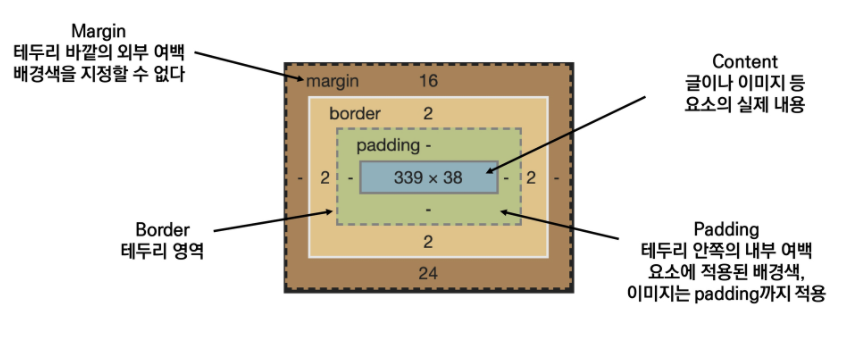 Margin
테두리 바깥의 외부 여백
배경색을 지정할 수 없다
Content
글이나 이미지 등
요소의 실제 내용
margin 16
border 2
padding -
- 2 - 339 × 38 - 2 -
-
2
24
Border
테두리 영역
Padding
테두리 안쪽의 내부 여백
요소에 적용된 배경색,
이미지는 padding까지 적용